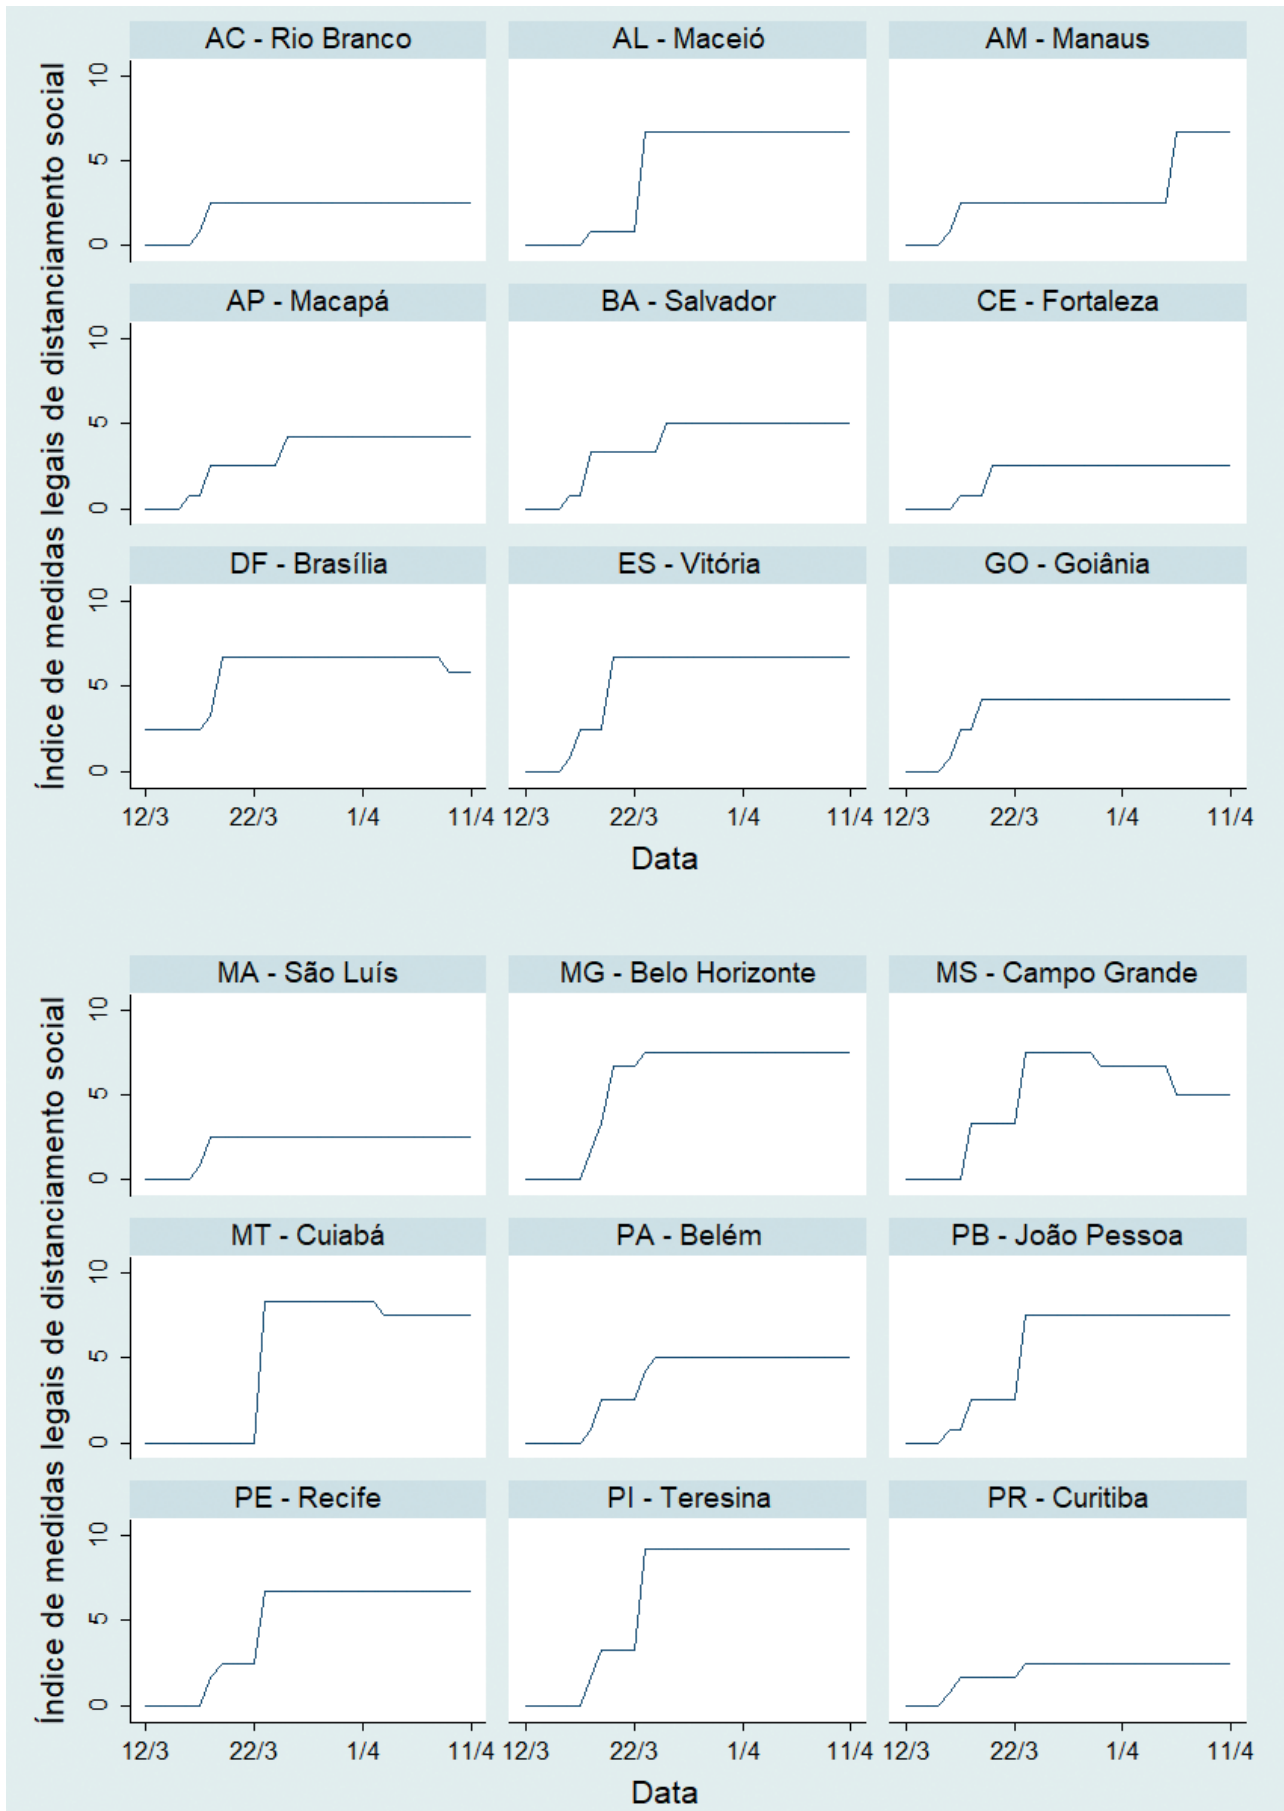 Índice de medidas legais de distanciamento social
AC - Rio Branco
AL - Maceió
AM - Manaus
10
5
0
AP - Macapá
BA - Salvador
CE - Fortaleza
10
5
0
DF - Brasília
ES - Vitória
GO - Goiânia
10
5
0
12/3 22/3 1/4 11/4 12/3 22/3 1/4 11/4 12/3 22/3 1/4 11/4
Data
Índice de medidas legais de distanciamento social
MA - São Luís
MG - Belo Horizonte
MS - Campo Grande
10
5
0
MT - Cuiabá
PA - Belém
PB - João Pessoa
10
5
0
PE - Recife
PI - Teresina
PR - Curitiba
10
5
0
12/3 22/3 1/4 11/4 12/3 22/3 1/4 11/4 12/3 22/3 1/4 11/4
Data